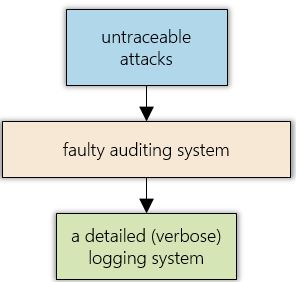 untraceable
attacks
faulty auditing system
a detailed (verbose)
logging system